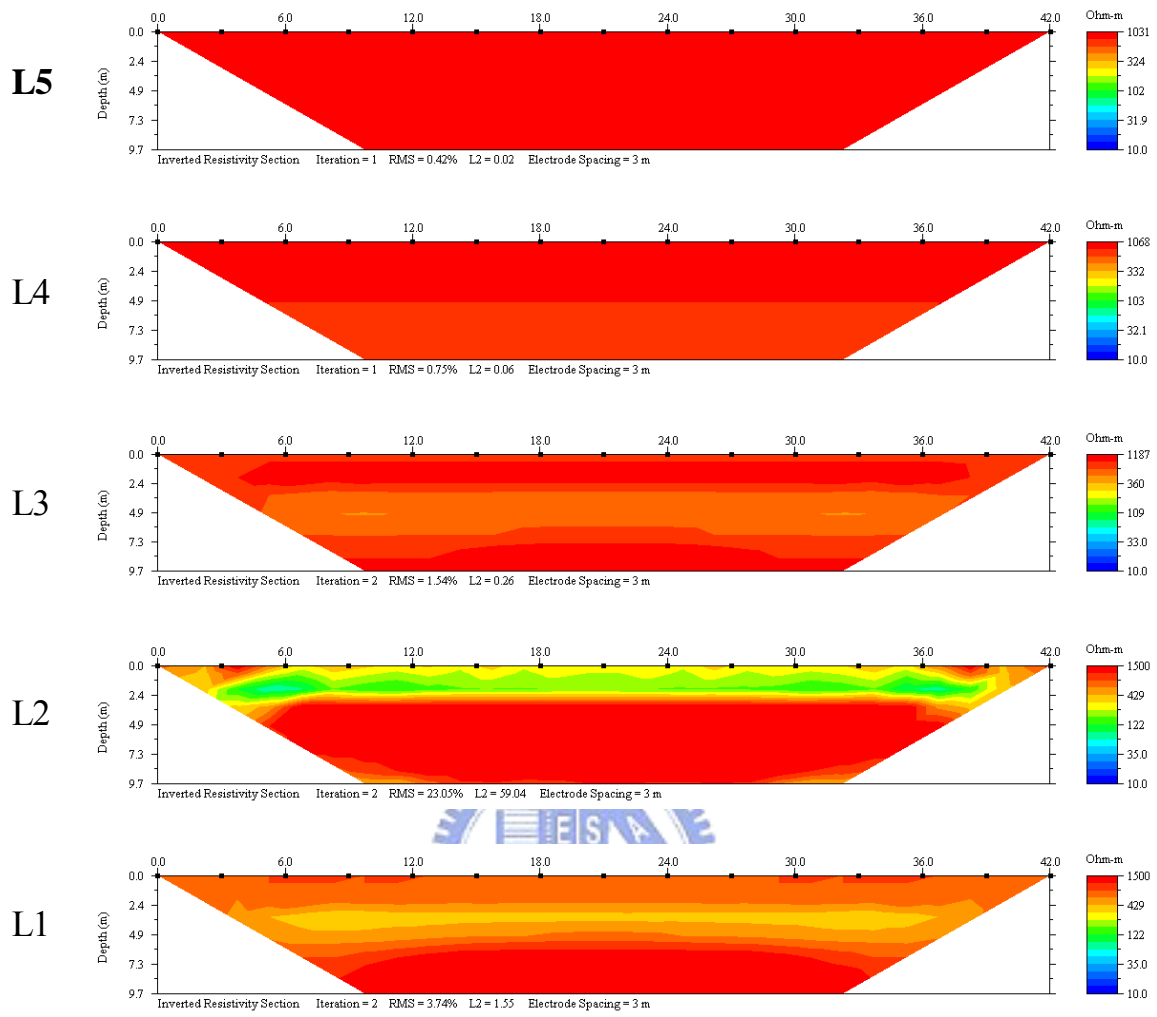 0.0 6.0 12.0 18.0 24.0 30.0 36.0 42.0
Ohm-m
L5
Depth (m)
0.0
2.4
4.9
7.3
9.7
1031
324
102
31.9
10.0
Inverted Resistivity Section Iteration = 1 RMS = 0.42% L2 = 0.02 Electrode Spacing = 3 m
0.0 6.0 12.0 18.0 24.0 30.0 36.0 42.0
Ohm-m
L4
Depth (m)
0.0
2.4
4.9
7.3
9.7
1068
332
103
32.1
10.0
Inverted Resistivity Section Iteration = 1 RMS = 0.75% L2 = 0.06 Electrode Spacing = 3 m
0.0 6.0 12.0 18.0 24.0 30.0 36.0 42.0
Ohm-m
L3
Depth (m)
0.0
2.4
4.9
7.3
9.7
1187
360
109
33.0
10.0
Inverted Resistivity Section Iteration = 2 RMS = 1.54% L2 = 0.26 Electrode Spacing = 3 m
0.0 6.0 12.0 18.0 24.0 30.0 36.0 42.0
Ohm-m
L2
Depth (m)
0.0
2.4
4.9
7.3
9.7
1500
429
122
35.0
10.0
Inverted Resistivity Section Iteration = 2 RMS = 23.05% L2 = 59.04 Electrode Spacing = 3 m
ESA
0.0 6.0 12.0 18.0 24.0 30.0 36.0 42.0
Ohm-m
L1
Depth (m)
0.0
2.4
4.9
7.3
9.7
1500
429
122
35.0
10.0
Inverted Resistivity Section Iteration = 2 RMS = 3.74% L2 = 1.55 Electrode Spacing = 3 m